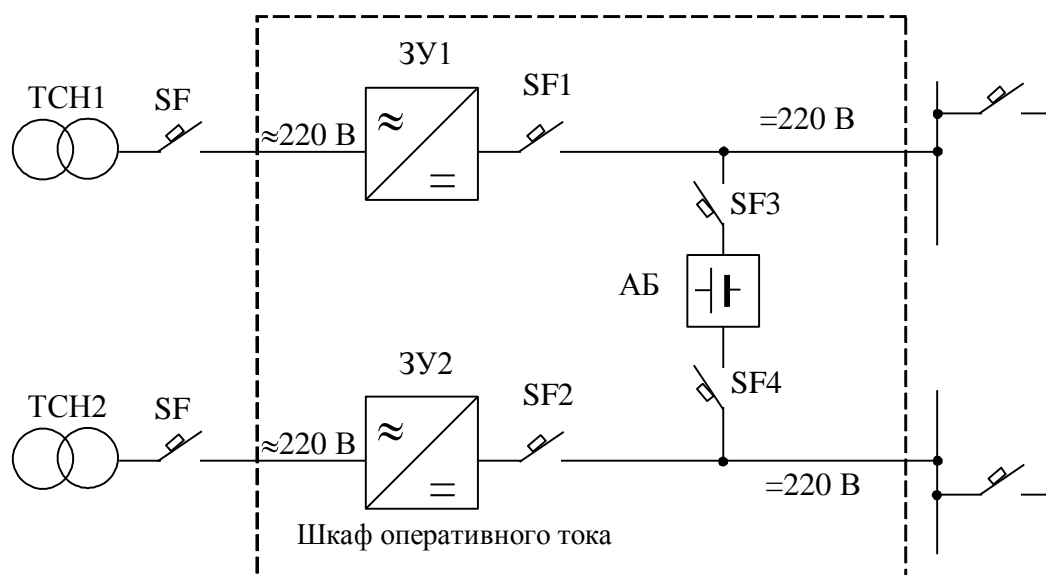 ЗУ1
ТСН1 SF SF1
≈220 В ≈ =220 В
=
SF3
АБ
ЗУ2 SF4
ТСН2 SF SF2
≈220 В ≈
= =220 В
Шкаф оперативного тока